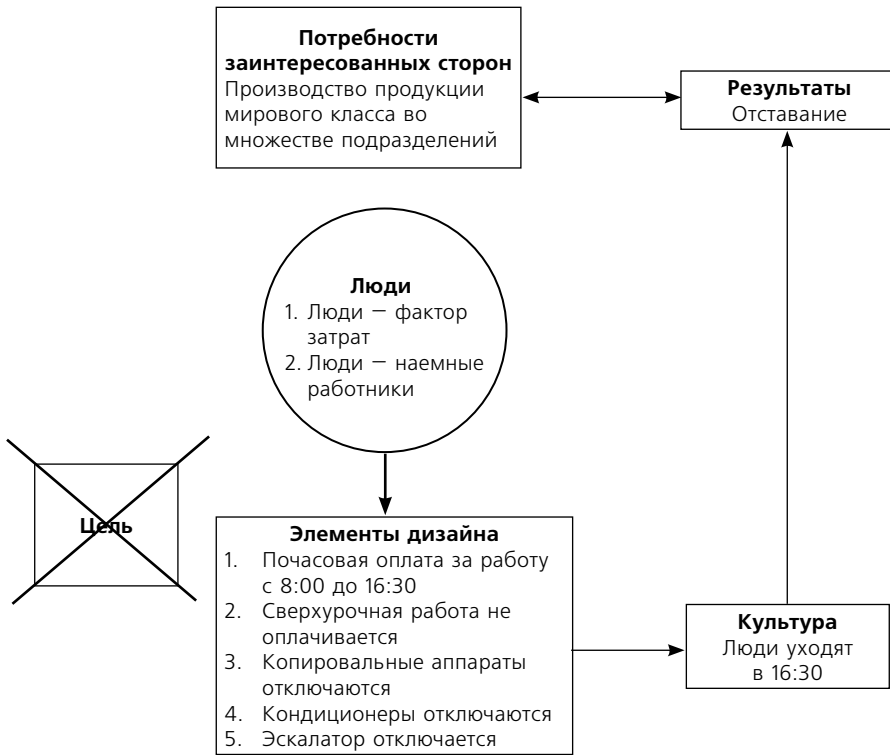 Потребности
заинтересованных сторон
Производство продукции
мирового класса во
множестве подразделений
Результаты
Отставание
Люди
1. Люди — фактор
затрат
2. Люди — наемные
работники
Цель
Элементы дизайна
1. Почасовая оплата за работу
с 8:00 до 16:30
2. Сверхурочная работа не
оплачивается
3. Копировальные аппараты
отключаются
4. Кондиционеры отключаются
5. Эскалатор отключается
Культура
Люди уходят
в 16:30